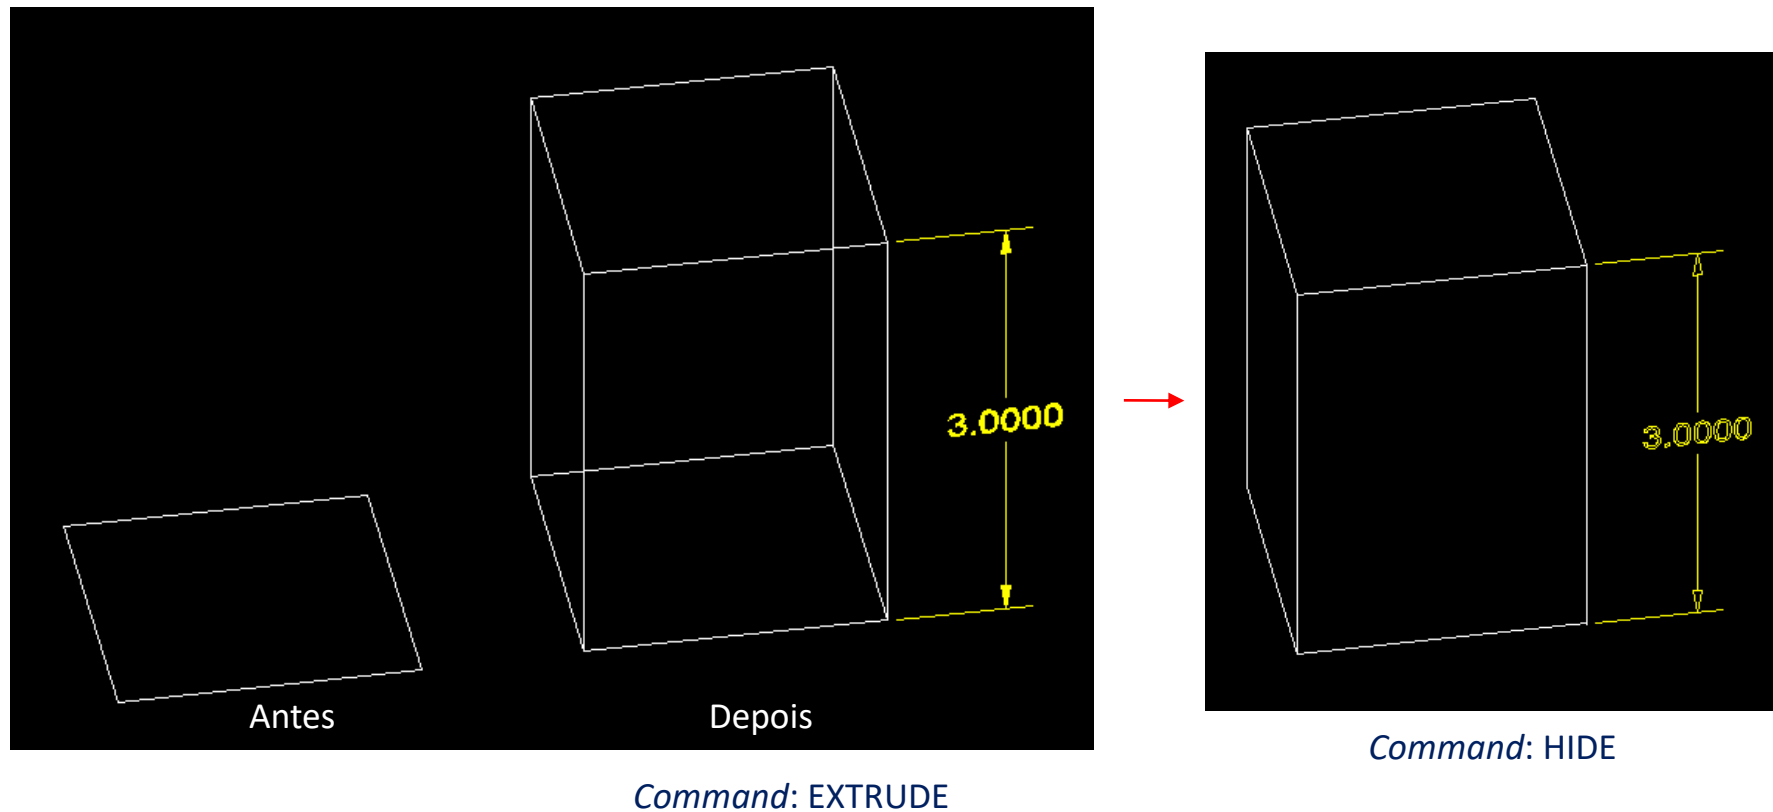 3.0000
Antes
Depois
Command: EXTRUDE
3.0000
Command: HIDE